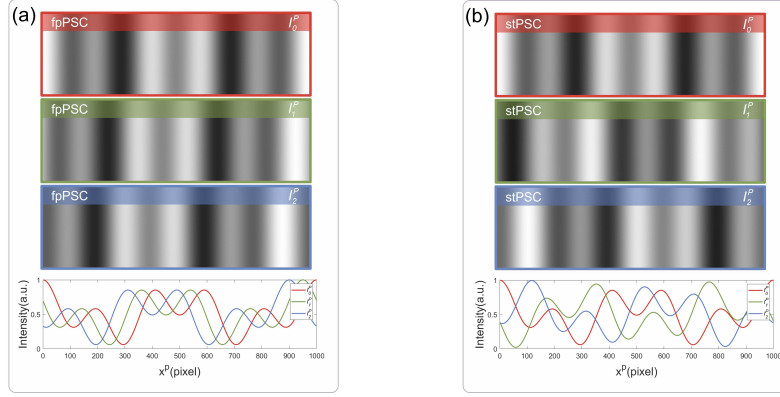 (a)
fpPSC I₀ᴾ
fpPSC I₁ᴾ
fpPSC I₂ᴾ
Intensity(a.u.)
1
0.5
0
0 100 200 300 400 500 600 700 800 900 1000
xᵖ(pixel)
(b)
stPSC I₀ᴾ
stPSC I₁ᴾ
stPSC I₂ᴾ
Intensity(a.u.)
1
0.5
0
0 100 200 300 400 500 600 700 800 900 1000
xᵖ(pixel)